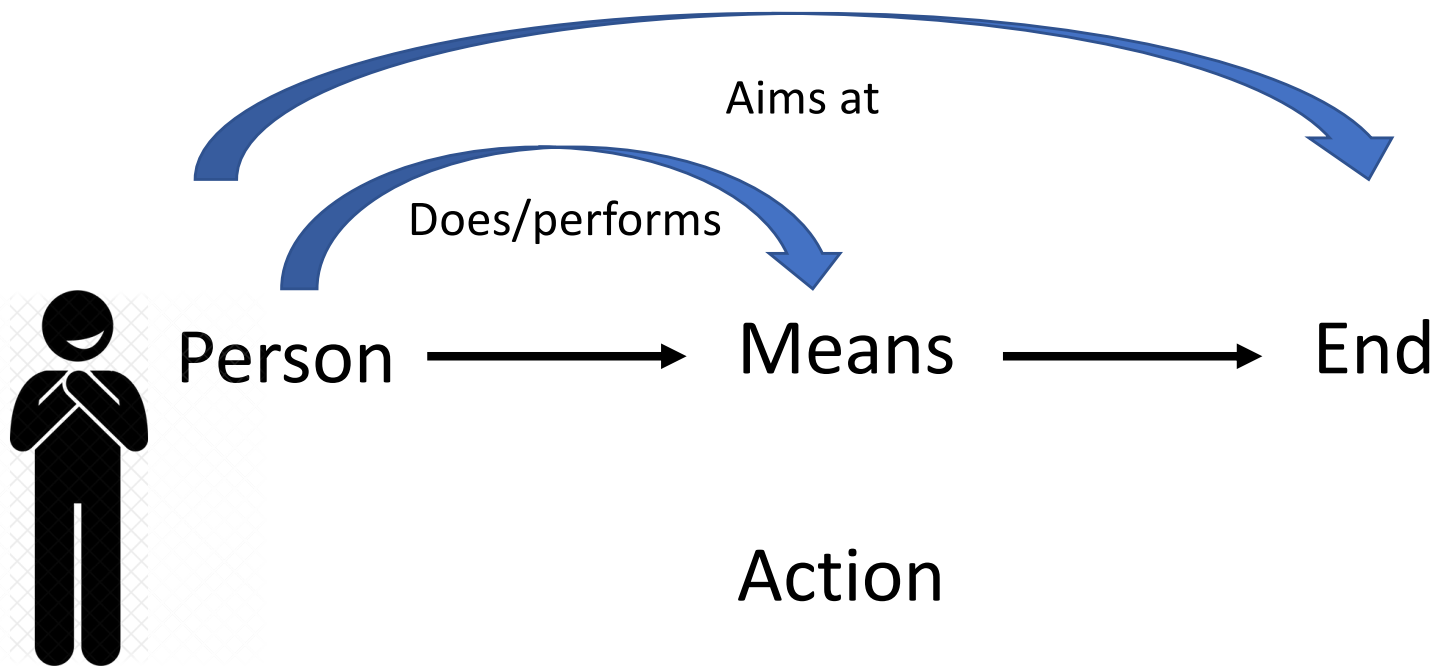 Aims at
Does/performs
Person
Means
End
Action